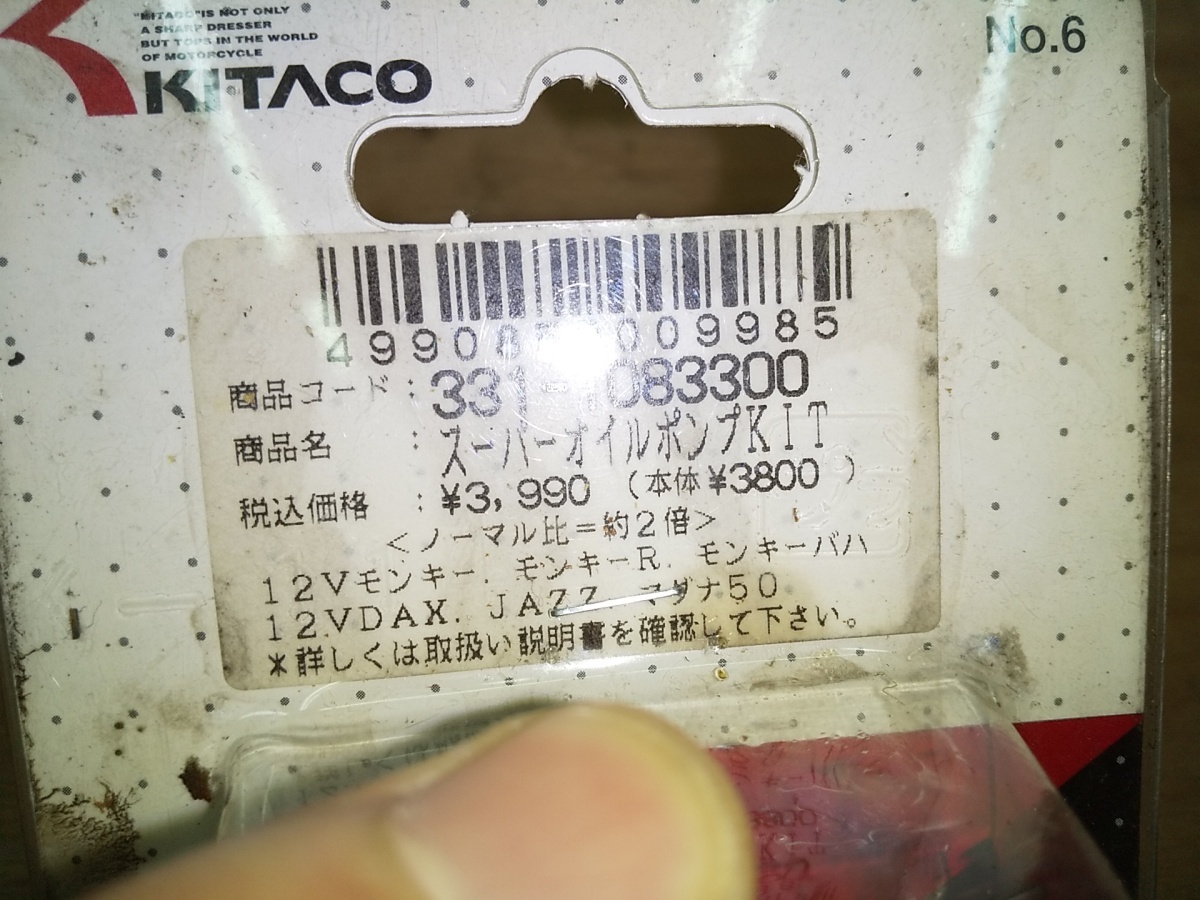 "KITACO" IS NOT ONLY
A SHARP DRESSER
BUT TOPS IN THE WORLD
OF MOTORCYCLE
KITACO
No.6
商品コード : 083300
商品名 : スーパーオイルポンプKIT
税込価格 : ¥3,990 (本体¥3800 )
<ノーマル比=約2倍>
12Vモンキー. モンキーR. モンキーバハ
12VDAX. JAZZ. マグナ50
*詳しくは取扱い説明書を確認して下さい。